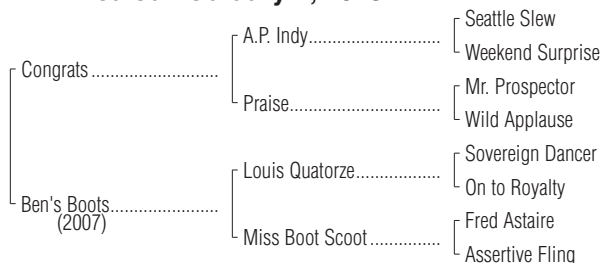 Seattle Slew
A.P. Indy
Weekend Surprise
Congrats
Mr. Prospector
Praise
Wild Applause
Sovereign Dancer
Louis Quatorze
On to Royalty
Ben's Boots
(2007)
Fred Astaire
Miss Boot Scoot
Assertive Fling